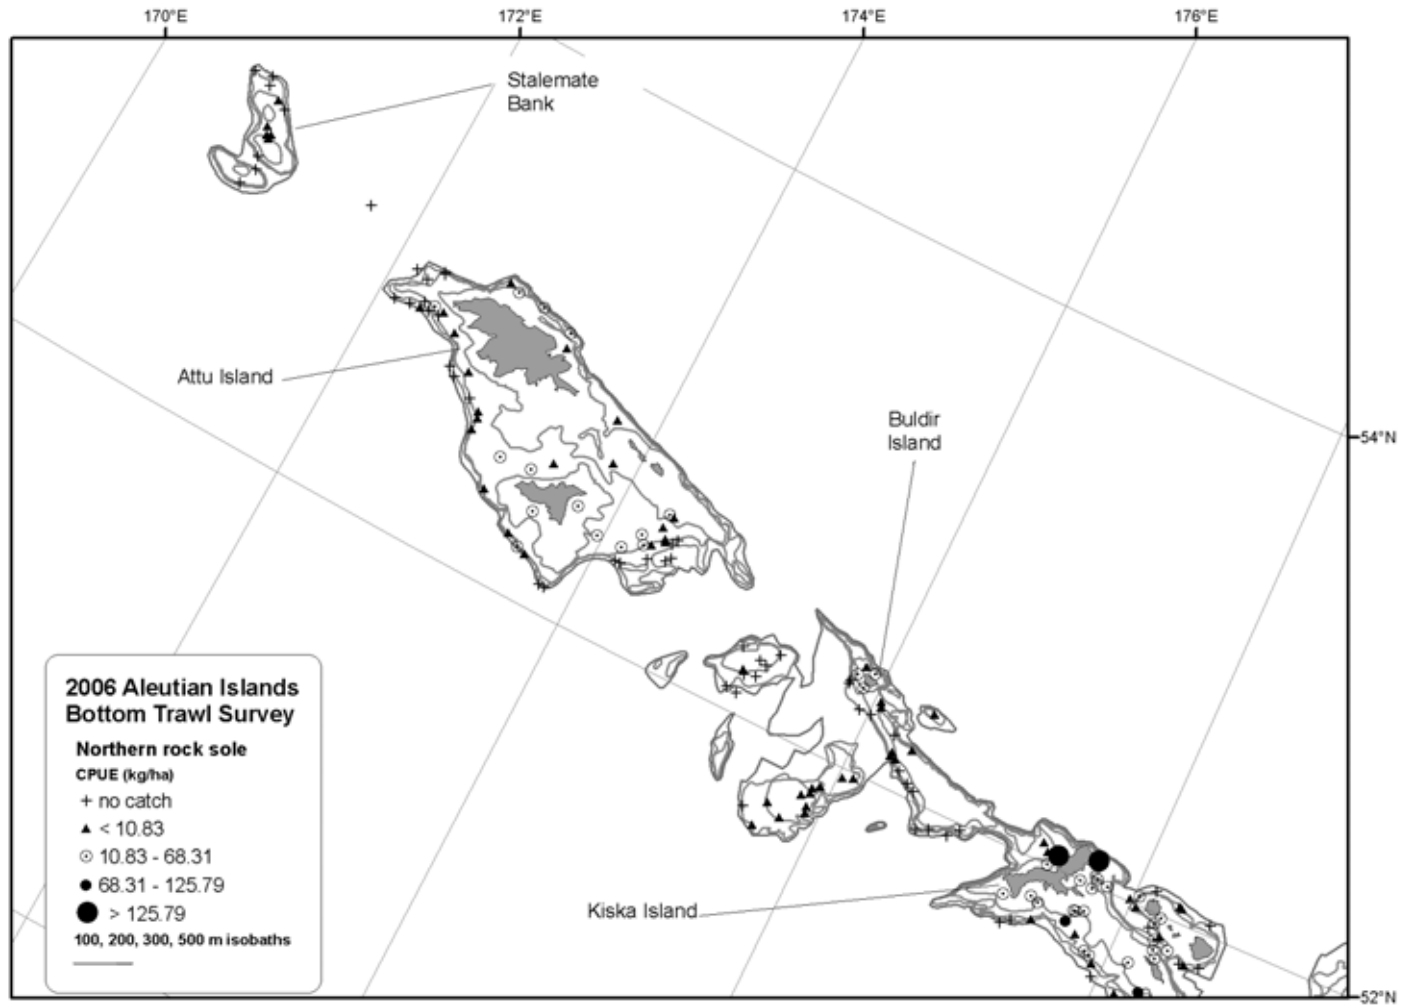 170°E
172°E
174°E
176°E
Stalemate
Bank
Attu Island
Buldir
Island
54°N
2006 Aleutian Islands
Bottom Trawl Survey
Northern rock sole
CPUE (kg/ha)
no catch
< 10.83
10.83 - 68.31
68.31 - 125.79
> 125.79
100, 200, 300, 500 m isobaths
Kiska Island
52°N